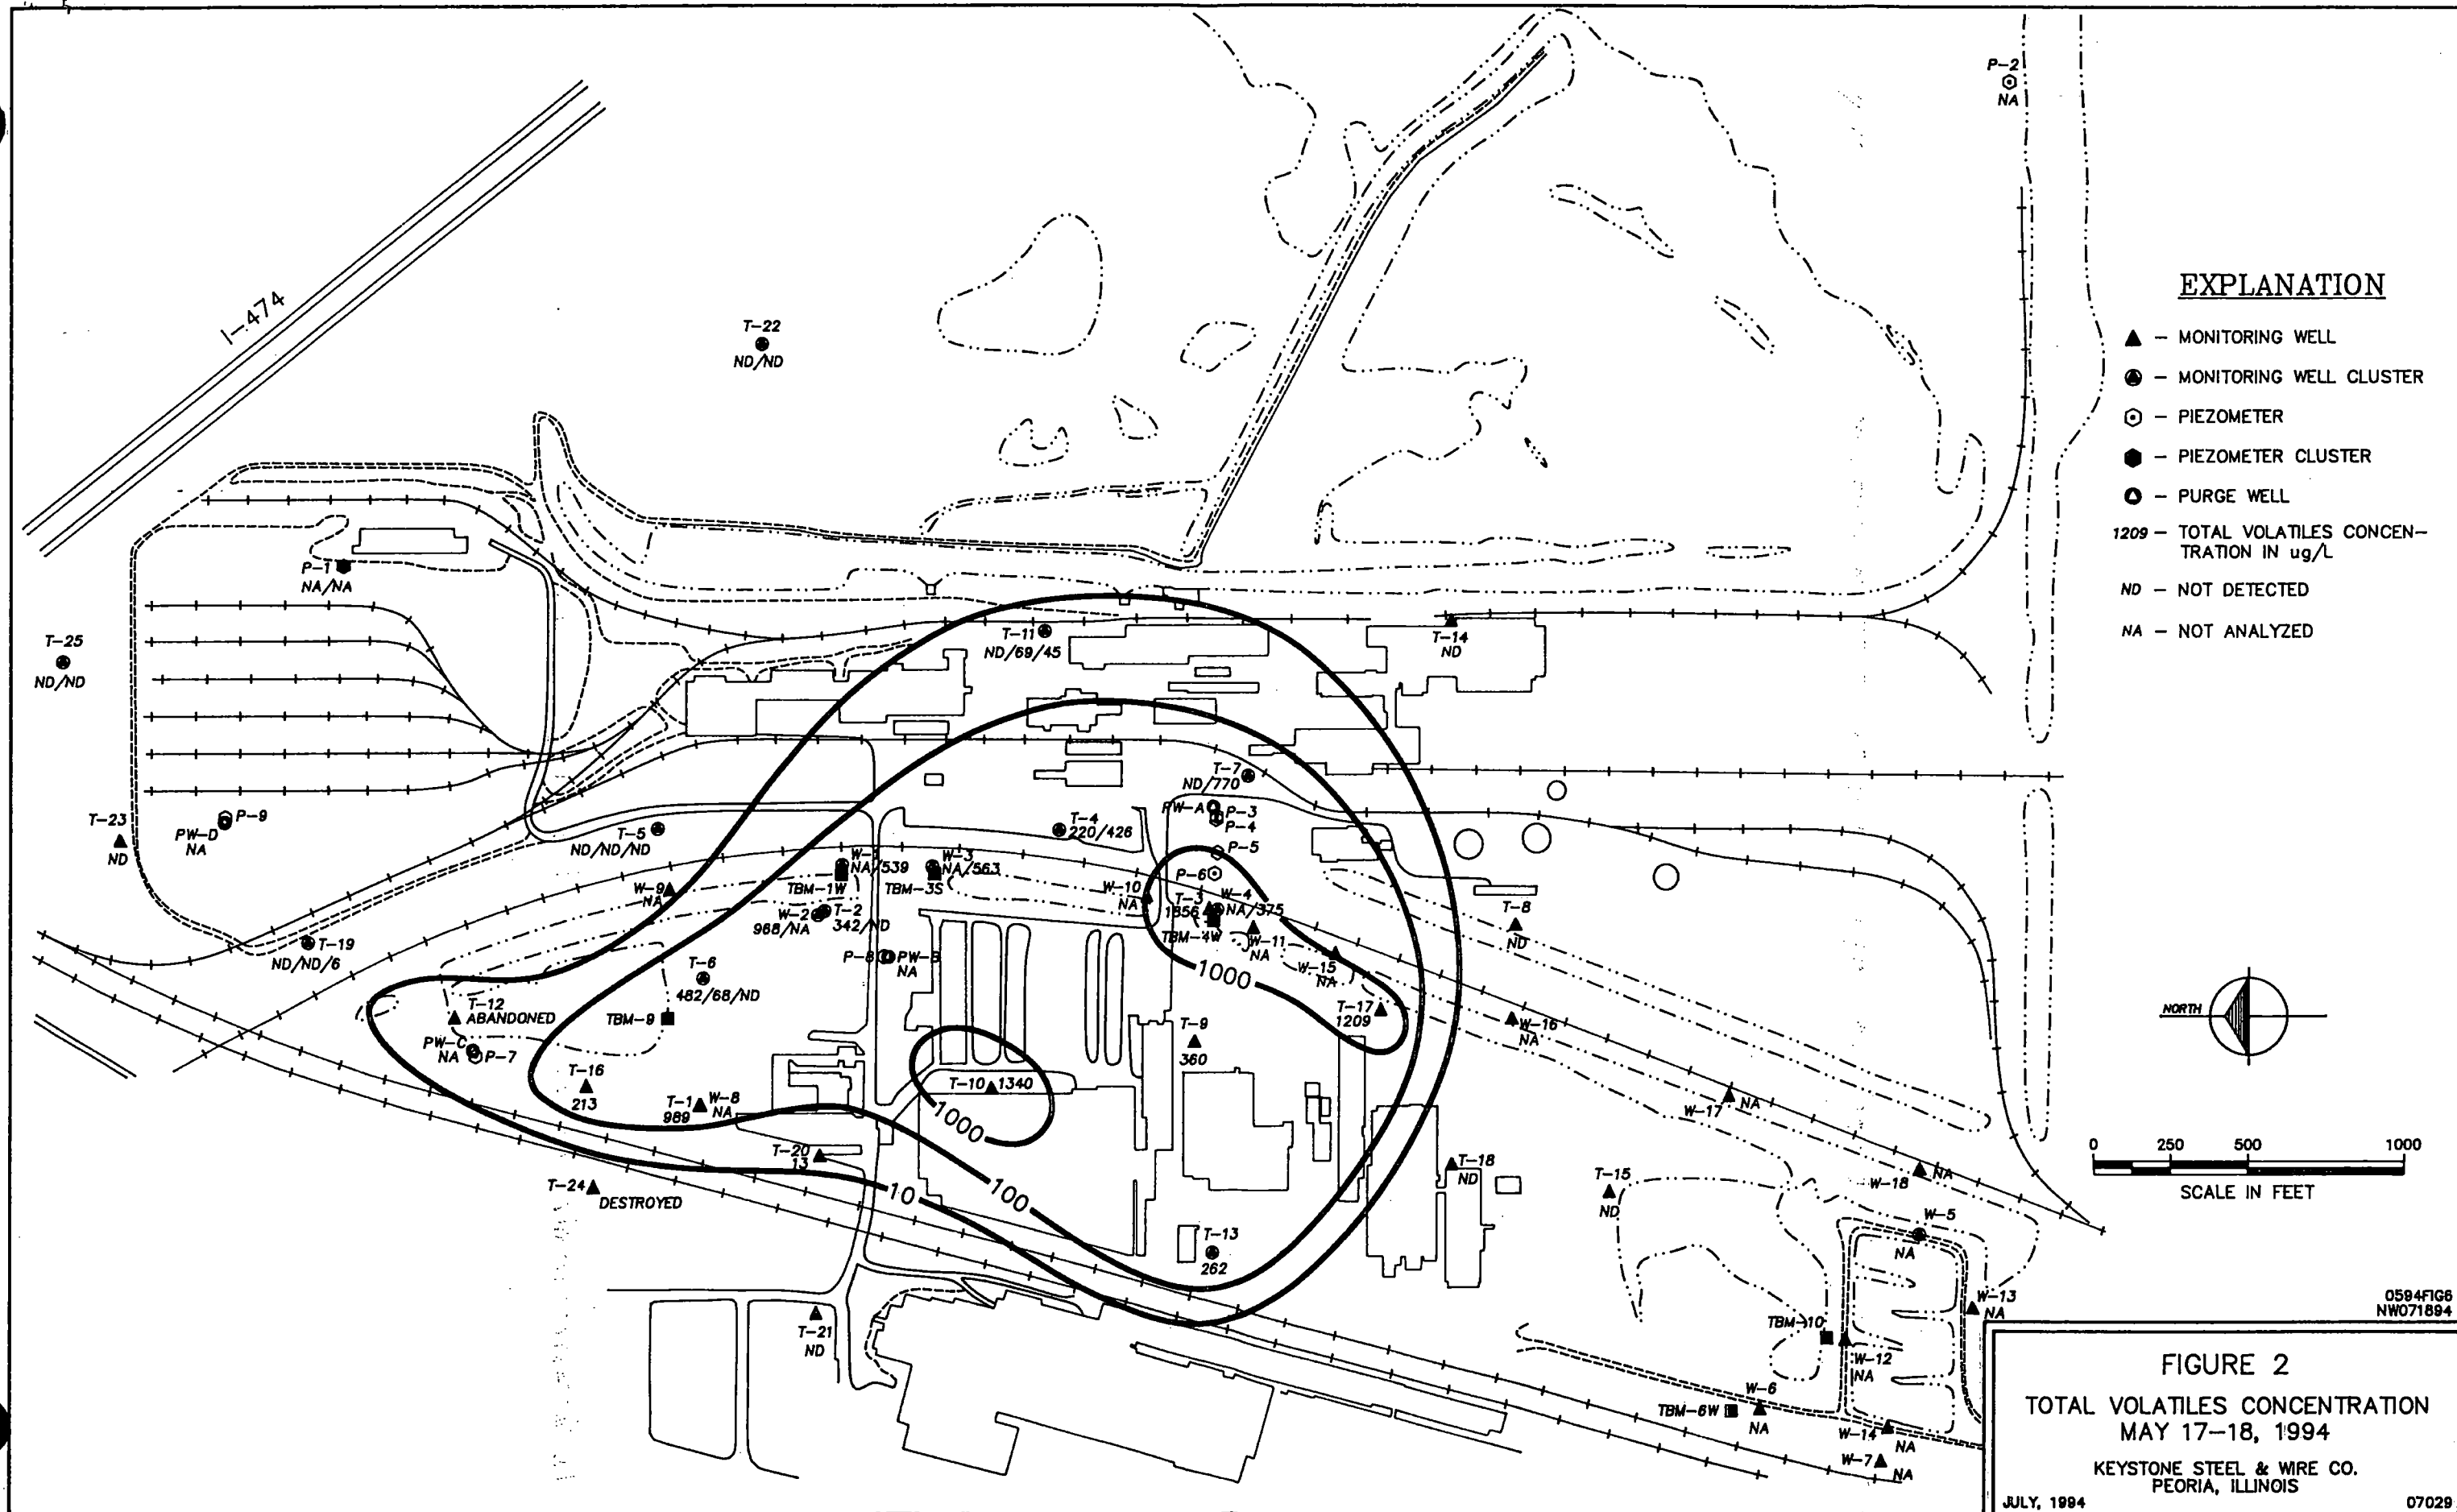 P-2
NA
I-474
EXPLANATION
▲ – MONITORING WELL
– MONITORING WELL CLUSTER
– PIEZOMETER
– PIEZOMETER CLUSTER
– PURGE WELL
1209 – TOTAL VOLATILES CONCEN–
TRATION IN ug/L
ND – NOT DETECTED
NA – NOT ANALYZED
T-22
ND/ND
P-1
NA/NA
T-25
ND/ND
T-11
ND/69/45
T-14
ND
T-7
ND/770
PW-A
P-3
P-4
P-5
P-6
T-4
220/426
T-23
ND
P-9
PW-D
NA
T-5
ND/ND/ND
W-1
NA/539
TBM-1W
W-3
NA/563
TBM-3S
W-9
NA
W-10
NA
T-3
1856
W-4
NA/375
TBM-4W
W-11
NA
W-2
968/NA
T-2
342/ND
T-8
ND
T-19
ND/ND/6
P-8
PW-B
NA
W-15
NA
1000
T-6
482/68/ND
T-12
ABANDONED
TBM-9
T-17
1209
W-16
NA
NORTH
PW-C
NA
P-7
T-9
360
T-16
213
T-10
1340
1000
T-1
989
W-8
NA
W-17
NA
0 250 500 1000
SCALE IN FEET
T-20
13
T-18
ND
T-15
ND
W-18
NA
T-24
DESTROYED
10
100
W-5
NA
T-13
262
T-21
ND
W-13
NA
0594FIG6
NW071894
TBM-10
W-12
NA
W-6
NA
TBM-6W
W-14
NA
W-7
NA
FIGURE 2
TOTAL VOLATILES CONCENTRATION
MAY 17–18, 1994
KEYSTONE STEEL & WIRE CO.
PEORIA, ILLINOIS
JULY, 1994
07029